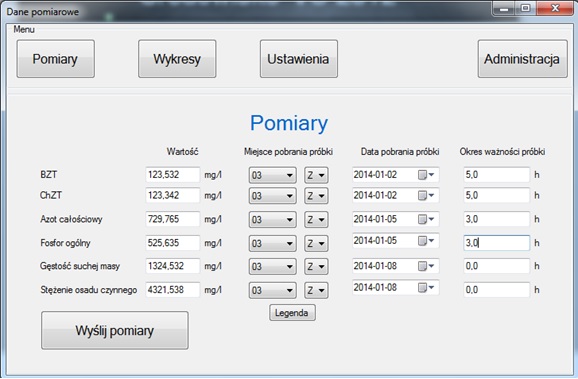 Dane pomiarowe
Menu
Pomiary Wykresy Ustawienia Administracja
Pomiary
Wartość Miejsce pobrania próbki Data pobrania próbki Okres ważności próbki
BZT 123,532 mg/l 03 Z 2014-01-02 5,0 h
ChZT 123,342 mg/l 03 Z 2014-01-02 5,0 h
Azot całościowy 729,765 mg/l 03 Z 2014-01-05 3,0 h
Fosfor ogólny 525,635 mg/l 03 Z 2014-01-05 3,0 h
Gęstość suchej masy 1324,532 mg/l 03 Z 2014-01-08 0,0 h
Stężenie osadu czynnego 4321,538 mg/l 03 Z 2014-01-08 0,0 h
Legenda
Wyślij pomiary